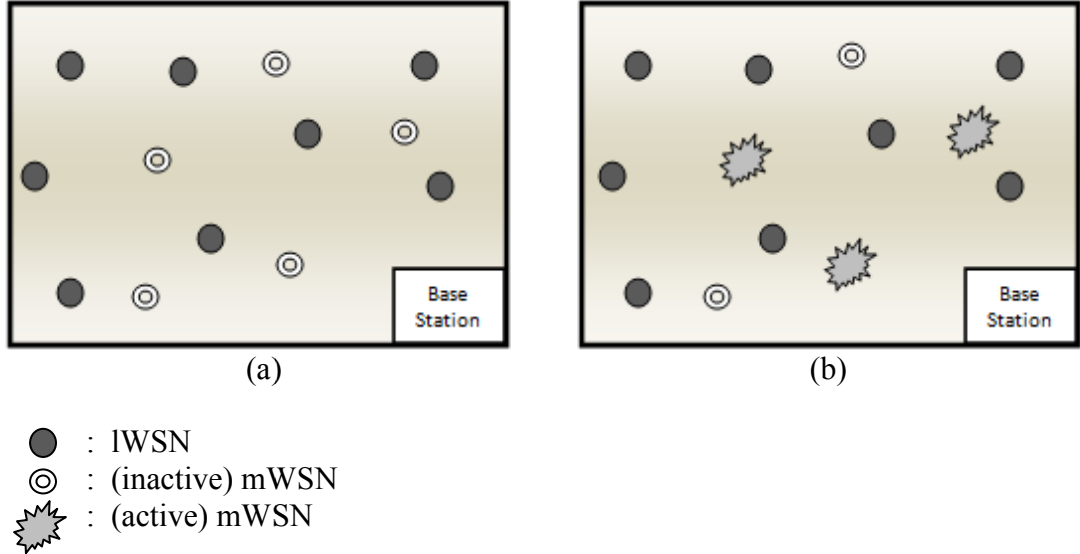 Base
Station
Base
Station
(a)
(b)
: lWSN
: (inactive) mWSN
: (active) mWSN